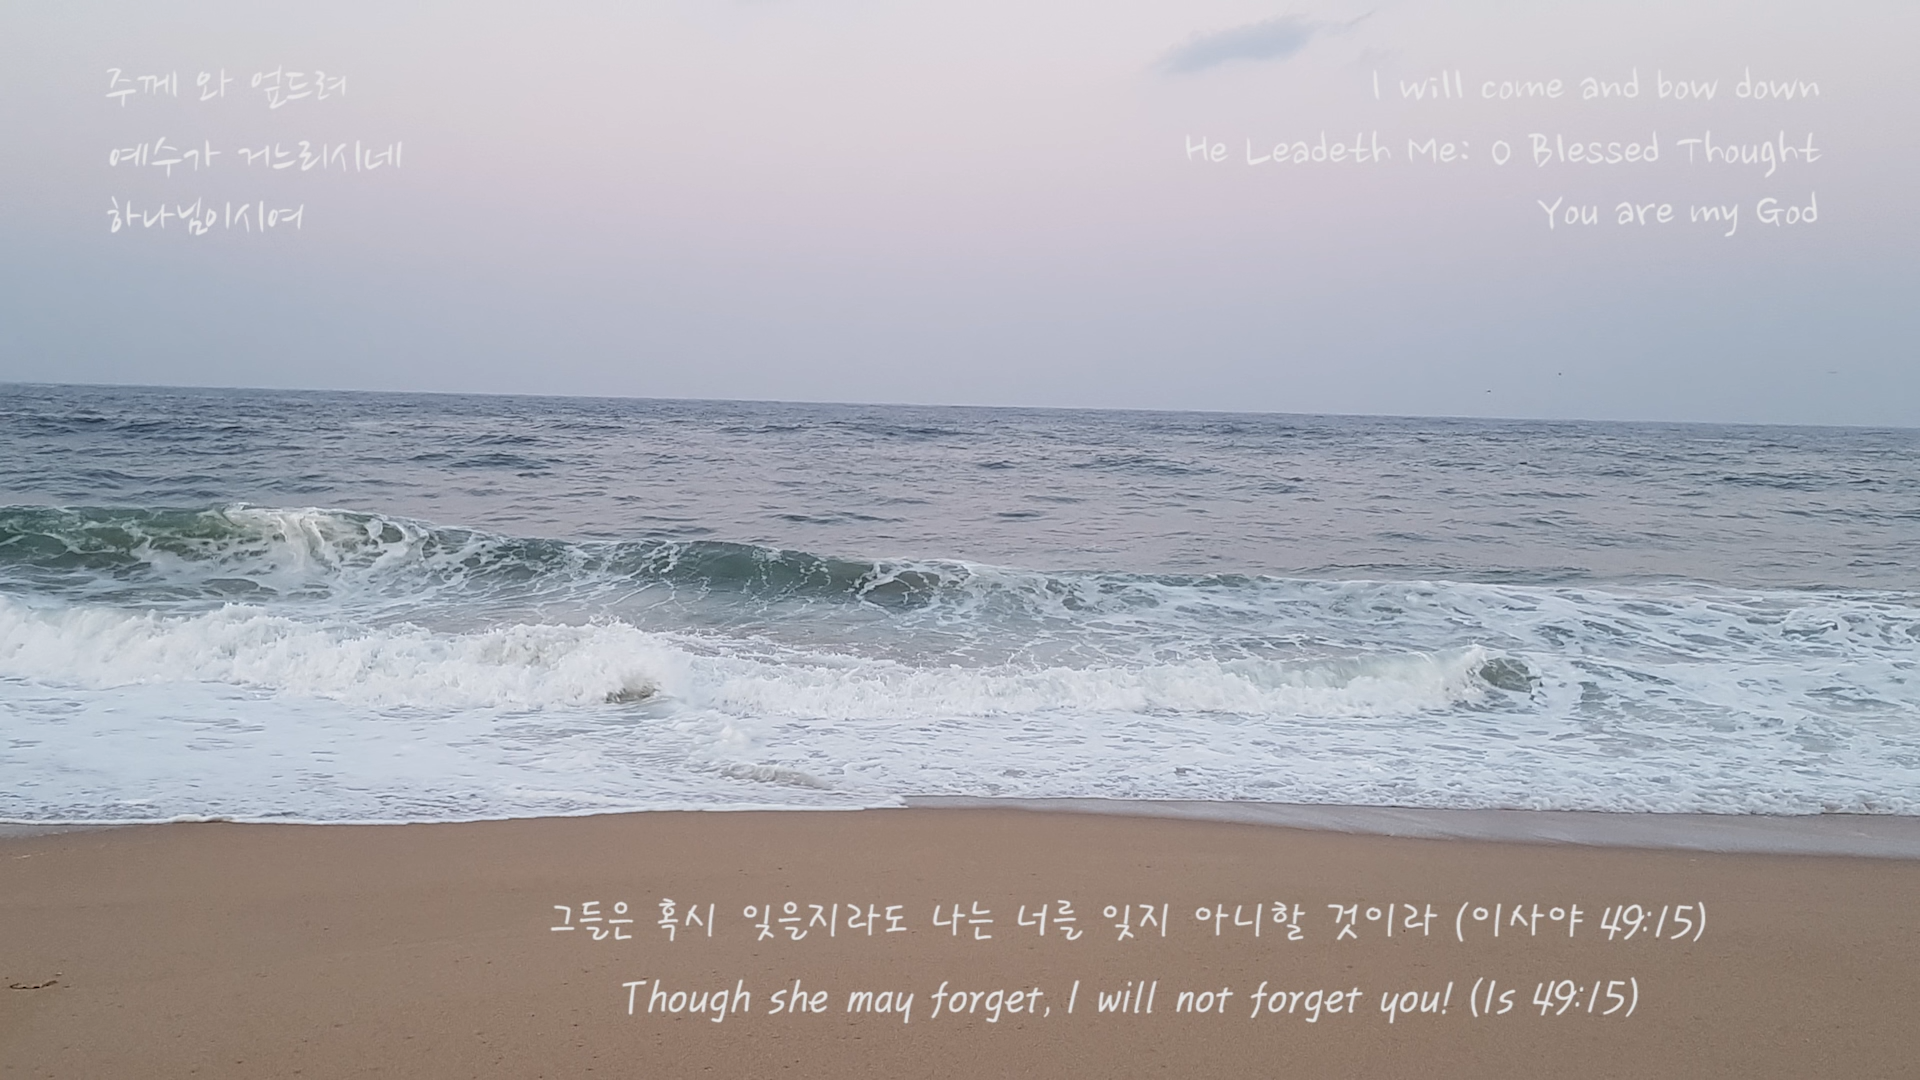 주께 와 엎드려
예수가 거느리시네
하나님이시여
I will come and bow down
He Leadeth Me: O Blessed Thought
You are my God
그들은 혹시 잊을지라도 나는 너를 잊지 아니할 것이라 (이사야 49:15)
Though she may forget, I will not forget you! (Is 49:15)